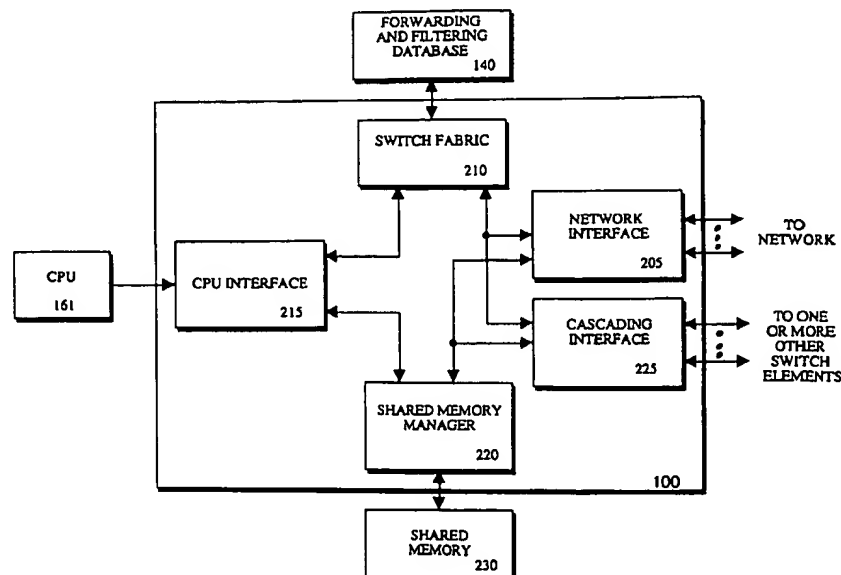 FORWARDING
AND FILTERING
DATABASE
140
SWITCH FABRIC
210
NETWORK
INTERFACE
205
TO
NETWORK
CPU
161
CPU INTERFACE
215
CASCADING
INTERFACE
225
TO ONE
OR MORE
OTHER
SWITCH
ELEMENTS
SHARED MEMORY
MANAGER
220
100
SHARED
MEMORY
230